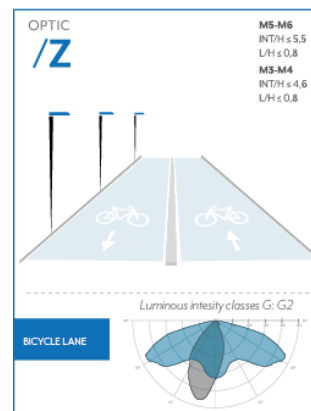 OPTIC
/Z
M5-M6
INT/H ≤ 5,5
L/H ≤ 0,8
M3-M4
INT/H ≤ 4,6
L/H ≤ 0,8
Luminous intesity classes G: G2
BICYCLE LANE